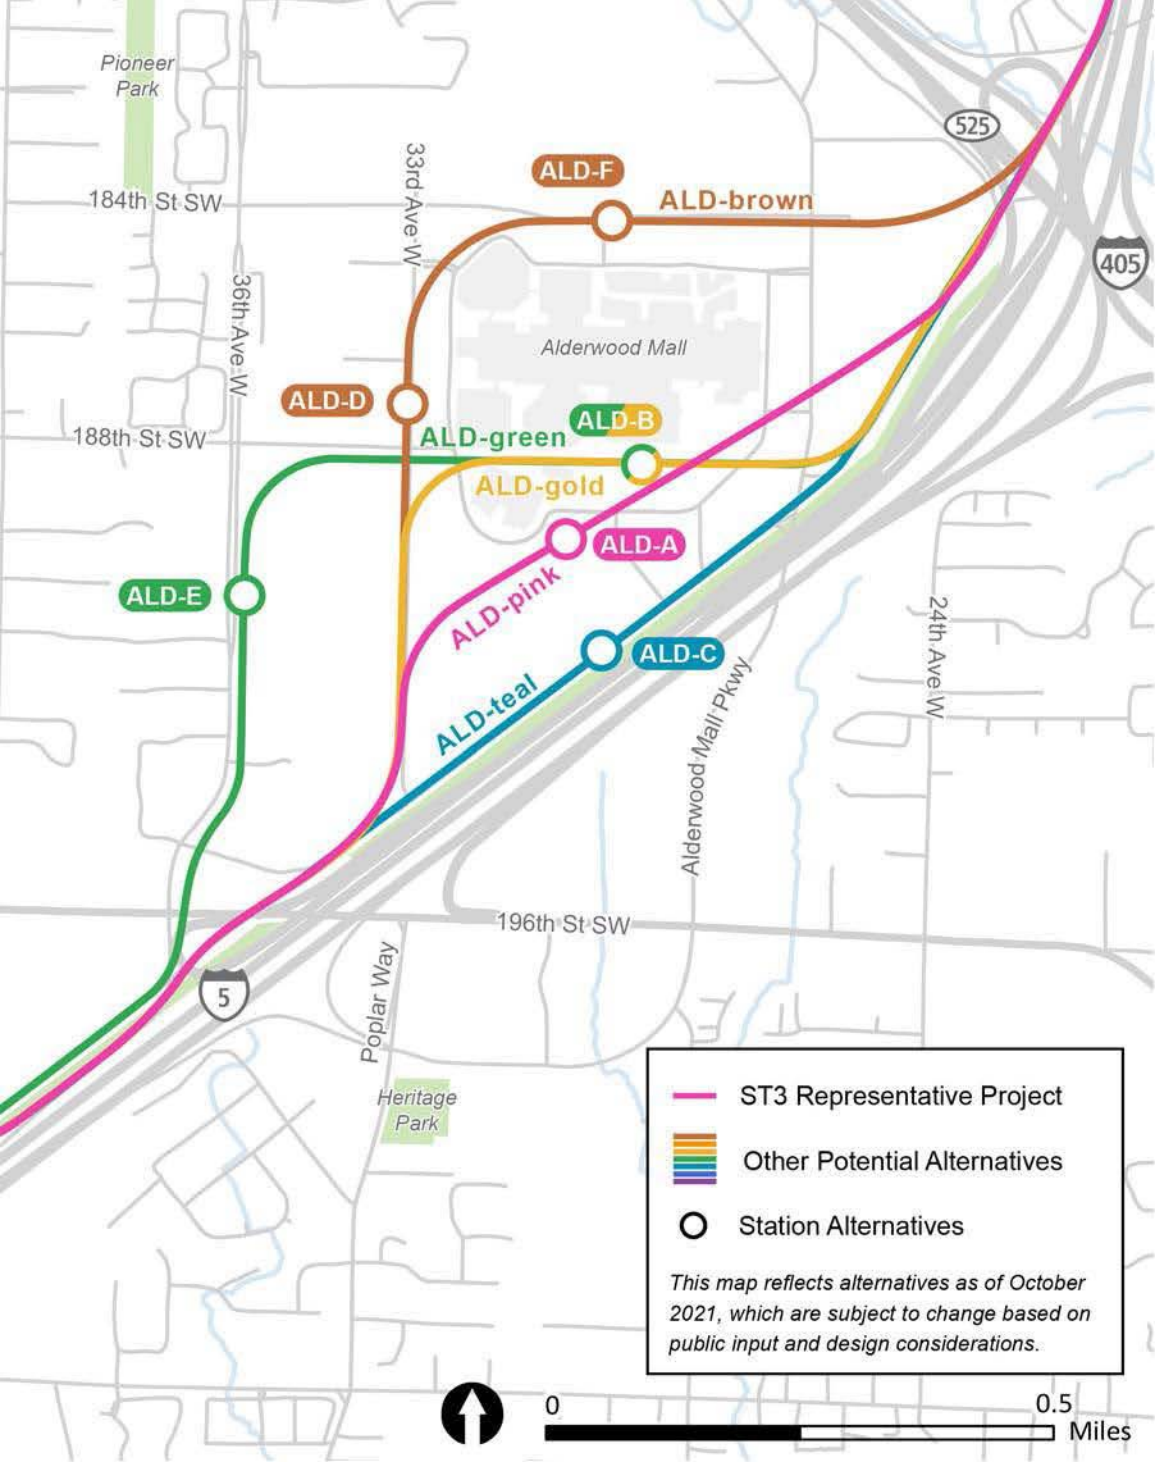 Pioneer
Park
525
33rd Ave W
ALD-F
184th St SW
ALD-brown
405
36th Ave W
Alderwood Mall
ALD-D
ALD-B
188th St SW
ALD-green
ALD-gold
ALD-A
ALD-E
ALD-pink
24th Ave W
ALD-C
ALD-teal
Alderwood Mall Pkwy
196th St SW
5
Poplar Way
Heritage
Park
ST3 Representative Project
Other Potential Alternatives
Station Alternatives
This map reflects alternatives as of October
2021, which are subject to change based on
public input and design considerations.
0
0.5
Miles